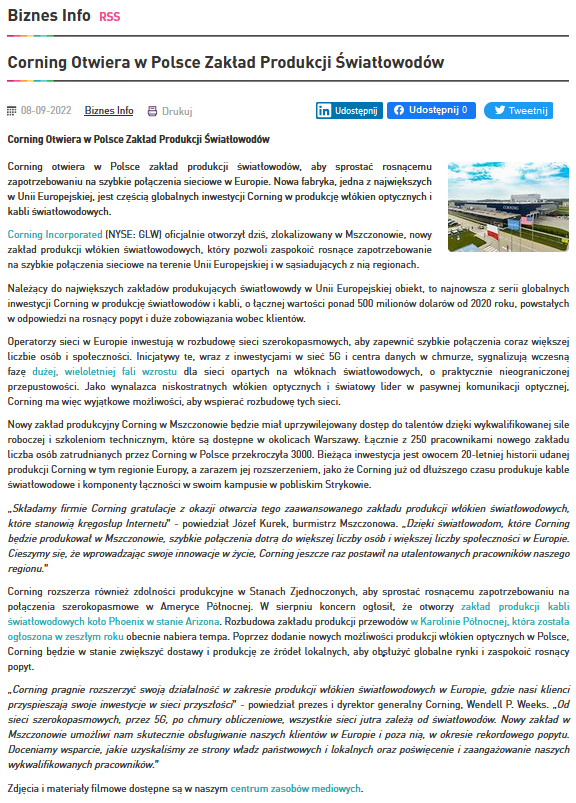 Biznes Info RSS
Corning Otwiera w Polsce Zakład Produkcji Światłowodów
08-09-2022 Biznes Info Drukuj Udostępnij Udostępnij 0 Tweetnij
Corning Otwiera w Polsce Zakład Produkcji Światłowodów
Corning otwiera w Polsce zakład produkcji światłowodów, aby sprostać rosnącemu
zapotrzebowaniu na szybkie połączenia sieciowe w Europie. Nowa fabryka, jedna z największych
w Unii Europejskiej, jest częścią globalnych inwestycji Corning w produkcję włókien optycznych i
kabli światłowodowych.
Corning Incorporated (NYSE: GLW) oficjalnie otworzył dziś, zlokalizowany w Mszczonowie, nowy
zakład produkcji włókien światłowodowych, który pozwoli zaspokoić rosnące zapotrzebowanie
na szybkie połączenia sieciowe na terenie Unii Europejskiej i w sąsiadujących z nią regionach.
Należący do największych zakładów produkujących światłowowdy w Unii Europejskiej obiekt, to najnowsza z serii globalnych
inwestycji Corning w produkcję światłowodów i kabli, o łącznej wartości ponad 500 milionów dolarów od 2020 roku, powstałych
w odpowiedzi na rosnący popyt i duże zobowiązania wobec klientów.
Operatorzy sieci w Europie inwestują w rozbudowę sieci szerokopasmowych, aby zapewnić szybkie połączenia coraz większej
liczbie osób i społeczności. Inicjatywy te, wraz z inwestycjami w sieć 5G i centra danych w chmurze, sygnalizują wczesną
fazę dużej, wieloletniej fali wzrostu dla sieci opartych na włóknach światłowodowych, o praktycznie nieograniczonej
przepustowości. Jako wynalazca niskostratnych włókien optycznych i światowy lider w pasywnej komunikacji optycznej,
Corning ma więc wyjątkowe możliwości, aby wspierać rozbudowę tych sieci.
Nowy zakład produkcyjny Corning w Mszczonowie będzie miał uprzywilejowany dostęp do talentów dzięki wykwalifikowanej sile
roboczej i szkoleniom technicznym, które są dostępne w okolicach Warszawy. Łącznie z 250 pracownikami nowego zakładu
liczba osób zatrudnianych przez Corning w Polsce przekroczyła 3000. Bieżąca inwestycja jest owocem 20-letniej historii udanej
produkcji Corning w tym regionie Europy, a zarazem jej rozszerzeniem, jako że Corning już od dłuższego czasu produkuje kable
światłowodowe i komponenty łączności w swoim kampusie w pobliskim Strykowie.
„Składamy firmie Corning gratulacje z okazji otwarcia tego zaawansowanego zakładu produkcji włókien światłowodowych,
które stanowią kręgosłup Internetu” - powiedział Józef Kurek, burmistrz Mszczonowa. „Dzięki światłowodom, które Corning
będzie produkował w Mszczonowie, szybkie połączenia dotrą do większej liczby osób i większej liczby społeczności w Europie.
Cieszymy się, że wprowadzając swoje innowacje w życie, Corning jeszcze raz postawił na utalentowanych pracowników naszego
regionu.”
Corning rozszerza również zdolności produkcyjne w Stanach Zjednoczonych, aby sprostać rosnącemu zapotrzebowaniu na
połączenia szerokopasmowe w Ameryce Północnej. W sierpniu koncern ogłosił, że otworzy zakład produkcji kabli
światłowodowych koło Phoenix w stanie Arizona. Rozbudowa zakładu produkcji przewodów w Karolinie Północnej, która została
ogłoszona w zeszłym roku obecnie nabiera tempa. Poprzez dodanie nowych możliwości produkcji włókien optycznych w Polsce,
Corning będzie w stanie zwiększyć dostawy i produkcję ze źródeł lokalnych, aby obsłużyć globalne rynki i zaspokoić rosnący
popyt.
„Corning pragnie rozszerzyć swoją działalność w zakresie produkcji włókien światłowodowych w Europie, gdzie nasi klienci
przyspieszają swoje inwestycje w sieci przyszłości” - powiedział prezes i dyrektor generalny Corning, Wendell P. Weeks. „Od
sieci szerokopasmowych, przez 5G, po chmury obliczeniowe, wszystkie sieci jutra zależą od światłowodów. Nowy zakład w
Mszczonowie umożliwi nam skutecznie obsługiwanie naszych klientów w Europie i poza nią, w okresie rekordowego popytu.
Doceniamy wsparcie, jakie uzyskaliśmy ze strony władz państwowych i lokalnych oraz poświęcenie i zaangażowanie naszych
wykwalifikowanych pracowników.”
Zdjęcia i materiały filmowe dostępne są w naszym centrum zasobów mediowych.